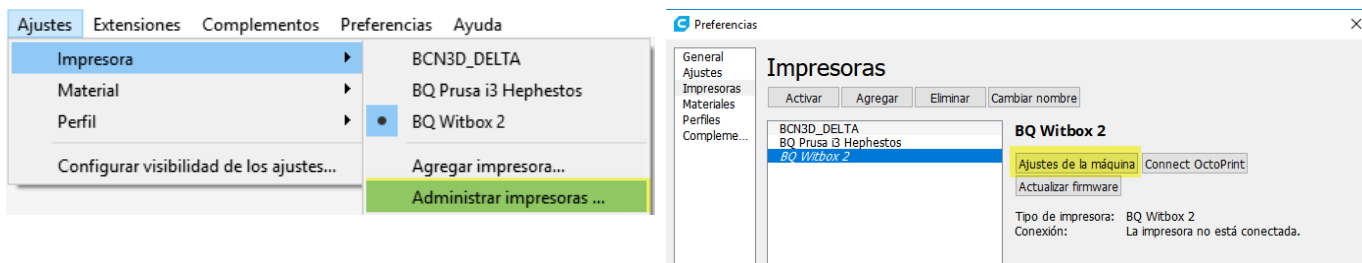 Ajustes Extensiones Complementos Preferencias Ayuda
Impresora
Material
Perfil
Configurar visibilidad de los ajustes...
BCN3D_DELTA
BQ Prusa i3 Hephestos
BQ Witbox 2
Agregar impresora...
Administrar impresoras ...
Preferencias
General
Ajustes
Impresoras
Materiales
Perfiles
Compleme...
Impresoras
Activar Agregar Eliminar Cambiar nombre
BCN3D_DELTA
BQ Prusa i3 Hephestos
BQ Witbox 2
BQ Witbox 2
Ajustes de la máquina Connect OctoPrint
Actualizar firmware
Tipo de impresora: BQ Witbox 2
Conexión: La impresora no está conectada.